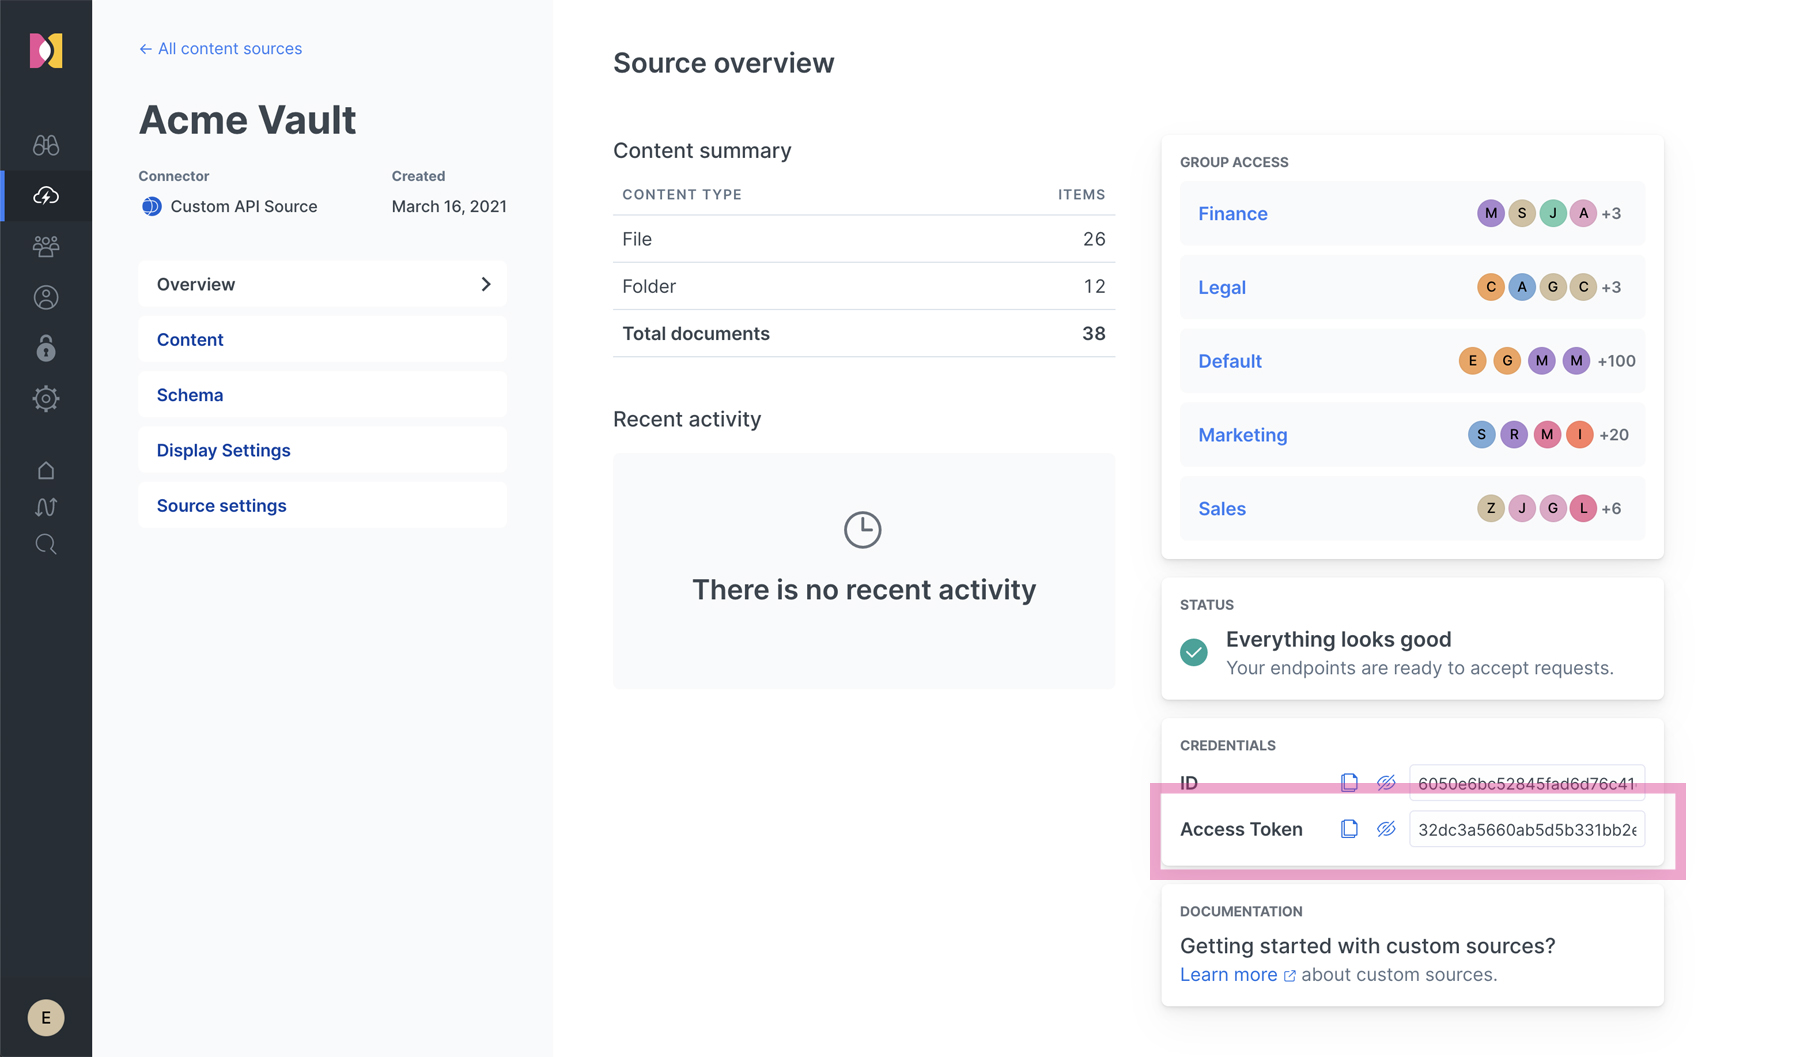 ← All content sources
Acme Vault
Connector
Created
Custom API Source
March 16, 2021
Overview
Content
Schema
Display Settings
Source settings
E
Source overview
Content summary
CONTENT TYPE ITEMS
File 26
Folder 12
Total documents 38
Recent activity
There is no recent activity
GROUP ACCESS
Finance M S J A +3
Legal C A G C +3
Default E G M M +100
Marketing S R M I +20
Sales Z J G L +6
STATUS
Everything looks good
Your endpoints are ready to accept requests.
CREDENTIALS
ID 6050e6bc52845fad6d76c41
Access Token 32dc3a5660ab5d5b331bb2e
DOCUMENTATION
Getting started with custom sources?
Learn more about custom sources.